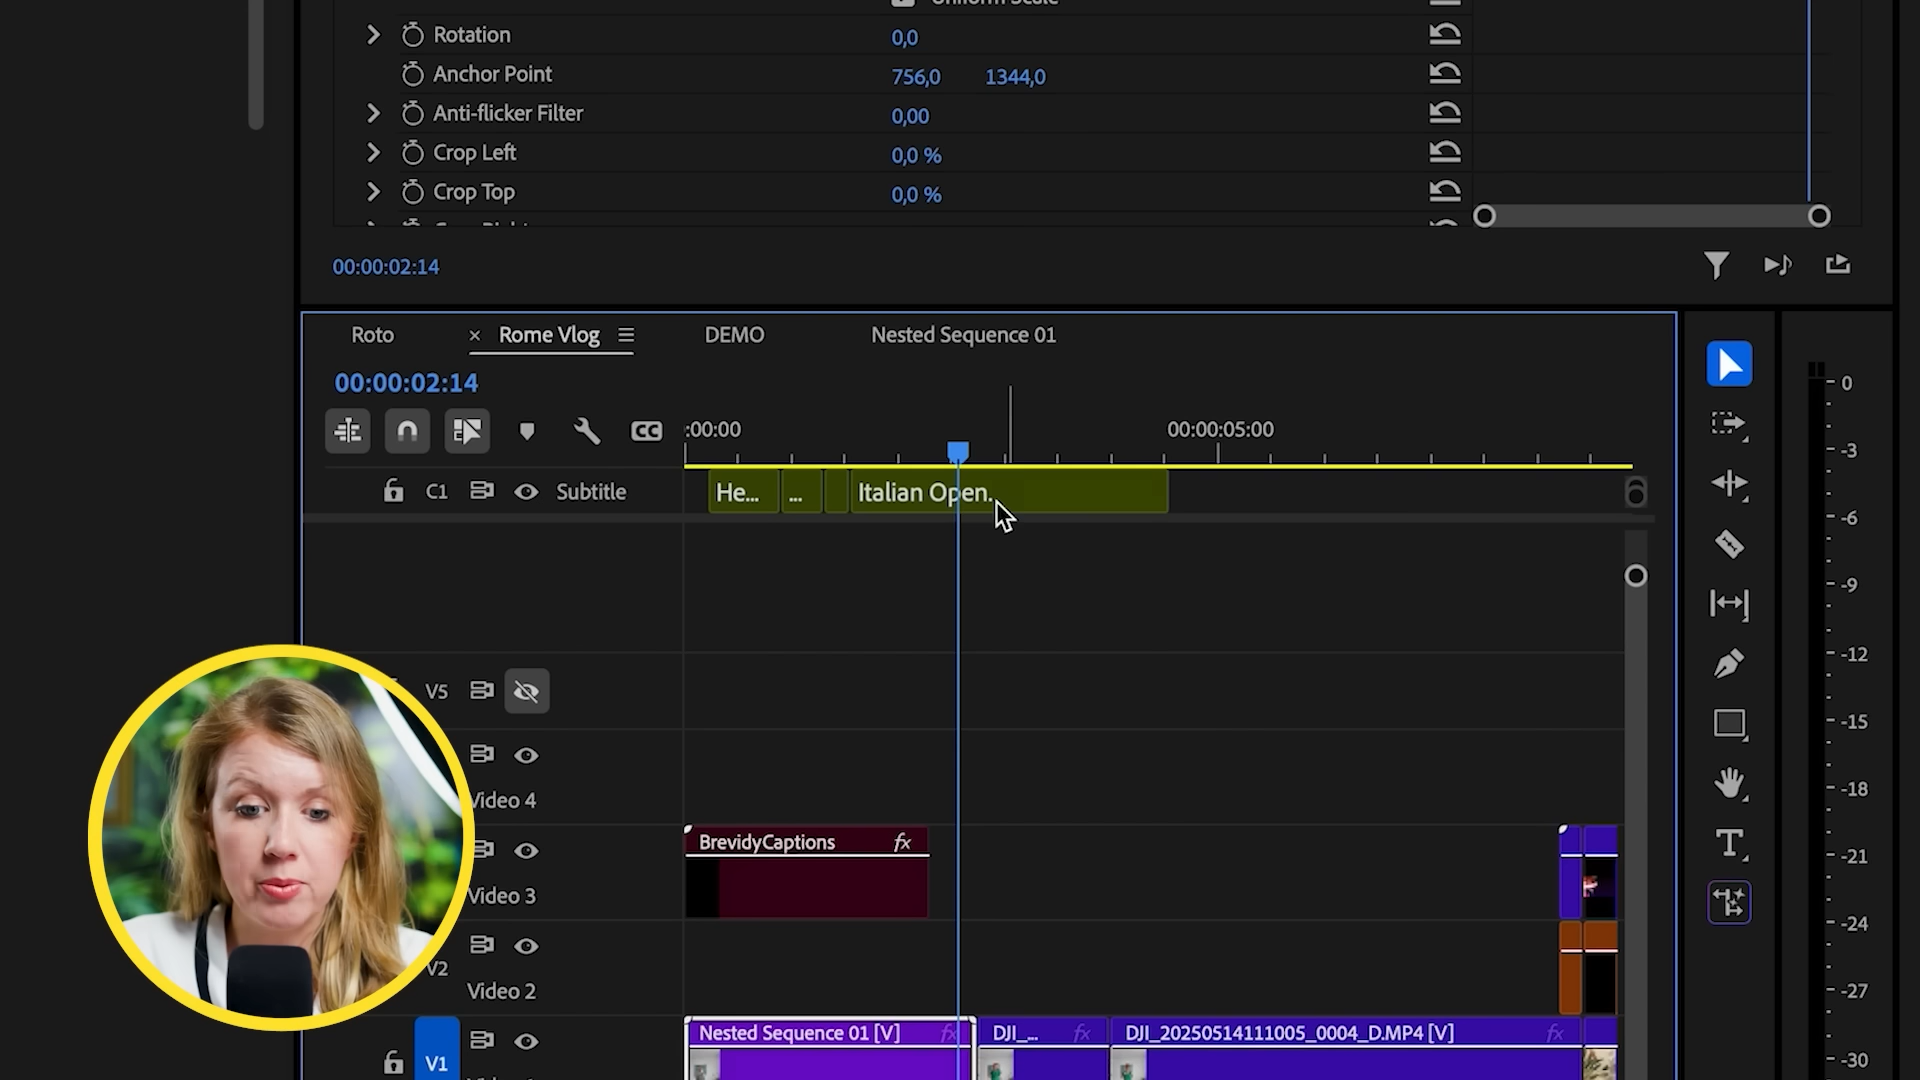 Uniform Scale
Rotation 0,0
Anchor Point 756,0 1344,0
Anti-flicker Filter 0,00
Crop Left 0,0 %
Crop Top 0,0 %
00:00:02:14
Roto × Rome Vlog DEMO Nested Sequence 01
00:00:02:14
:00:00 00:00:05:00
CC
C1 Subtitle He... ... Italian Open.
V5
Video 4
BrevidyCaptions fx
Video 3
V2
Video 2
Nested Sequence 01 [V] fx DJI_... fx DJI_20250514111005_0004_D.MP4 [V] fx
V1
0
-3
-6
-9
-12
-15
-18
-21
-24
-27
-30